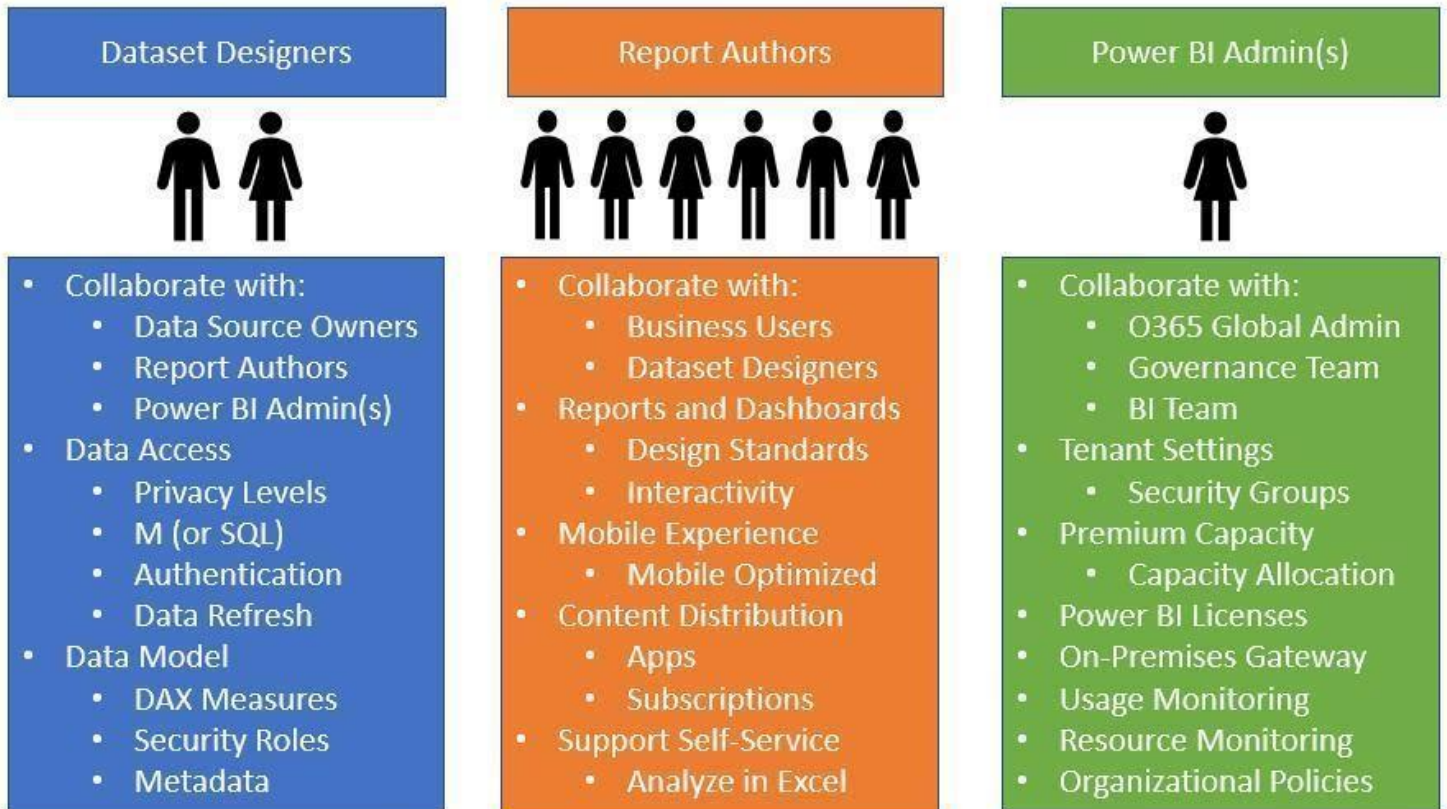 Dataset Designers
• Collaborate with:
• Data Source Owners
• Report Authors
• Power BI Admin(s)
• Data Access
• Privacy Levels
• M (or SQL)
• Authentication
• Data Refresh
• Data Model
• DAX Measures
• Security Roles
• Metadata
Report Authors
• Collaborate with:
• Business Users
• Dataset Designers
• Reports and Dashboards
• Design Standards
• Interactivity
• Mobile Experience
• Mobile Optimized
• Content Distribution
• Apps
• Subscriptions
• Support Self-Service
• Analyze in Excel
Power BI Admin(s)
• Collaborate with:
• O365 Global Admin
• Governance Team
• BI Team
• Tenant Settings
• Security Groups
• Premium Capacity
• Capacity Allocation
• Power BI Licenses
• On-Premises Gateway
• Usage Monitoring
• Resource Monitoring
• Organizational Policies